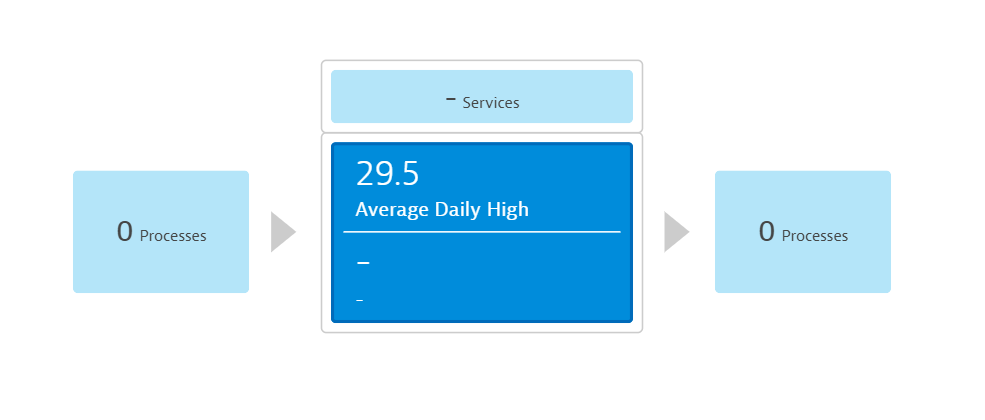 - Services
29.5
Average Daily High
0 Processes
–
0 Processes
-